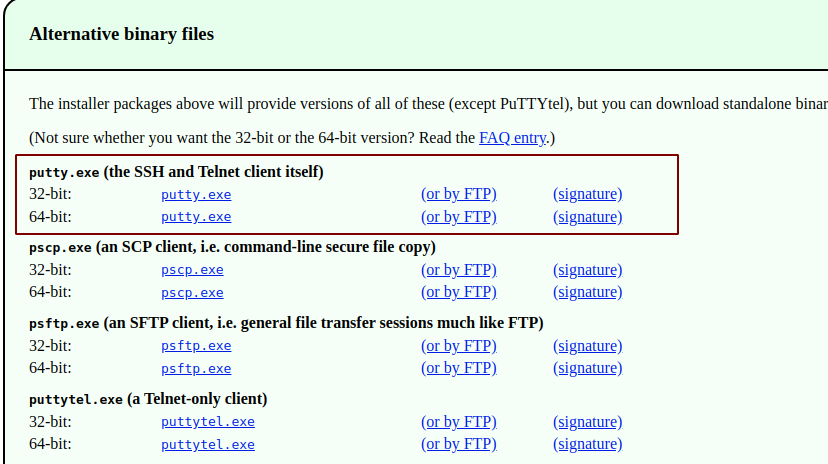 Alternative binary files
The installer packages above will provide versions of all of these (except PuTTYtel), but you can download standalone binar
(Not sure whether you want the 32-bit or the 64-bit version? Read the FAQ entry.)
putty.exe (the SSH and Telnet client itself)
32-bit: putty.exe (or by FTP) (signature)
64-bit: putty.exe (or by FTP) (signature)
pscp.exe (an SCP client, i.e. command-line secure file copy)
32-bit: pscp.exe (or by FTP) (signature)
64-bit: pscp.exe (or by FTP) (signature)
psftp.exe (an SFTP client, i.e. general file transfer sessions much like FTP)
32-bit: psftp.exe (or by FTP) (signature)
64-bit: psftp.exe (or by FTP) (signature)
puttytel.exe (a Telnet-only client)
32-bit: puttytel.exe (or by FTP) (signature)
64-bit: puttytel.exe (or by FTP) (signature)